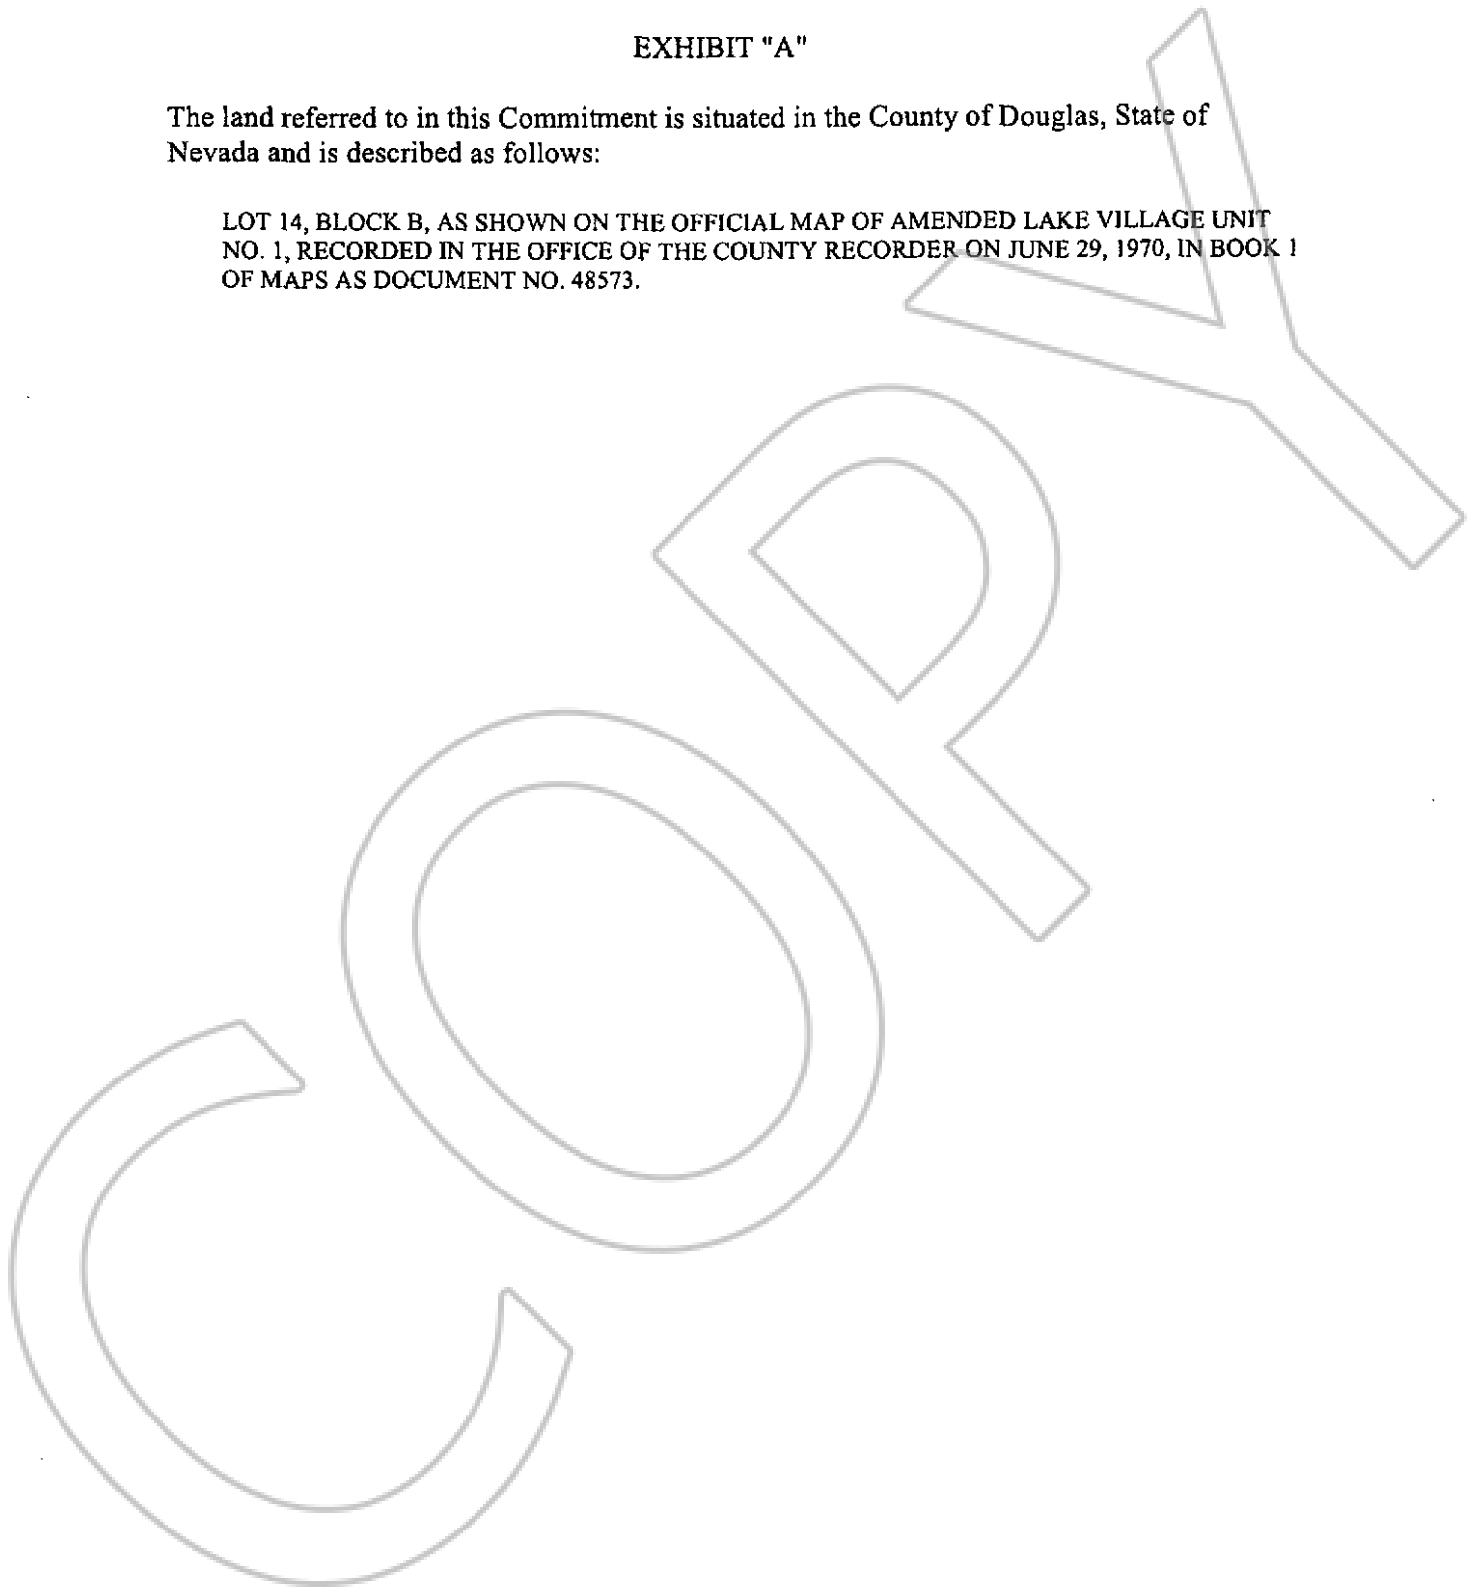 EXHIBIT "A"
The land referred to in this Commitment is situated in the County of Douglas, State of
Nevada and is described as follows:
LOT 14, BLOCK B, AS SHOWN ON THE OFFICIAL MAP OF AMENDED LAKE VILLAGE UNIT
NO. 1, RECORDED IN THE OFFICE OF THE COUNTY RECORDER ON JUNE 29, 1970, IN BOOK 1
OF MAPS AS DOCUMENT NO. 48573.
COPY